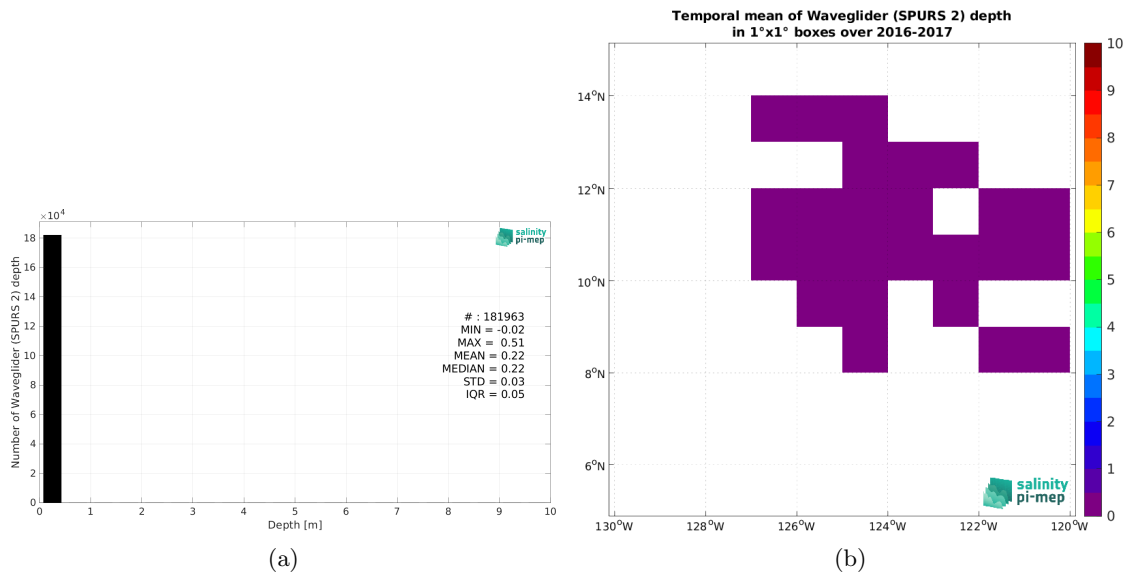 ×10⁴
18
16
14
12
10
8
6
4
2
0
Number of Waveglider (SPURS 2) depth
salinity
pi-mep
# : 181963
MIN = -0.02
MAX = 0.51
MEAN = 0.22
MEDIAN = 0.22
STD = 0.03
IQR = 0.05
0 1 2 3 4 5 6 7 8 9 10
Depth [m]
(a)
Temporal mean of Waveglider (SPURS 2) depth
in 1°x1° boxes over 2016-2017
14°N
12°N
10°N
8°N
6°N
130°W 128°W 126°W 124°W 122°W 120°W
salinity
pi-mep
10
9
8
7
6
5
4
3
2
1
0
(b)